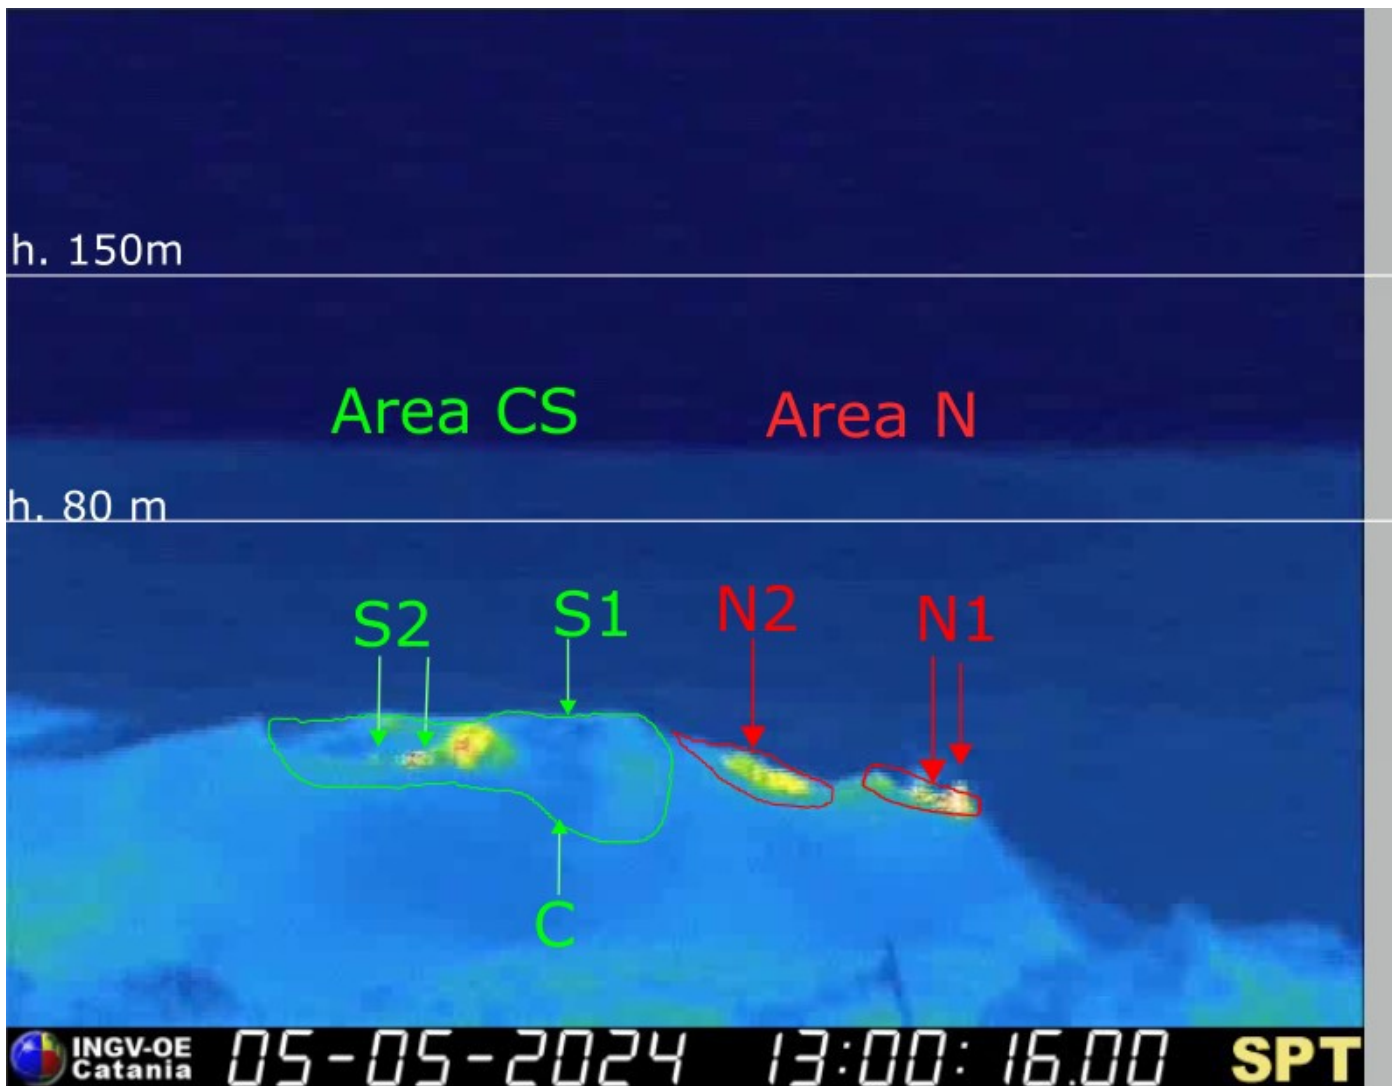 h. 150m
Area CS
Area N
h. 80 m
S2
S1
N2
N1
C
INGV-OE
Catania
05-05-2024 13:00:16.00 SPT